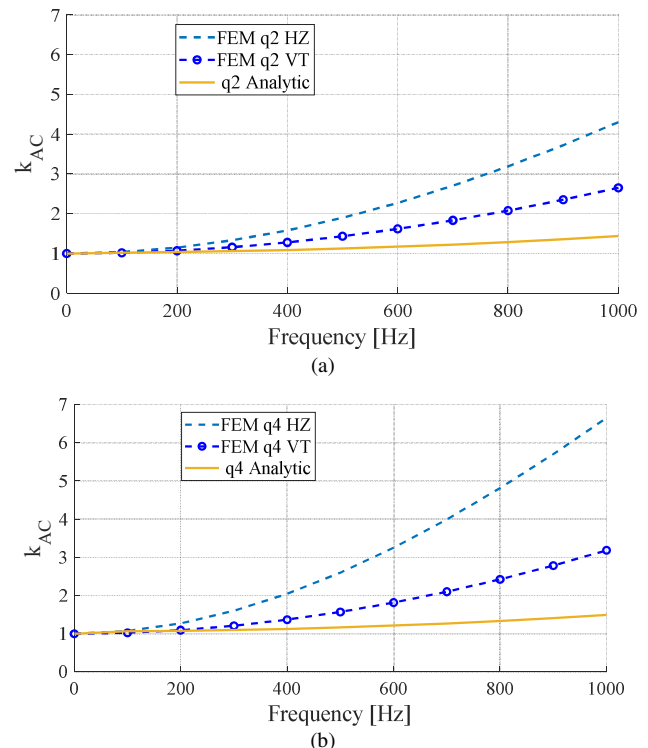 7
6
5
4
3
2
1
0
k_AC
FEM q2 HZ
FEM q2 VT
q2 Analytic
0 200 400 600 800 1000
Frequency [Hz]
(a)
7
6
5
4
3
2
1
0
k_AC
FEM q4 HZ
FEM q4 VT
q4 Analytic
0 200 400 600 800 1000
Frequency [Hz]
(b)